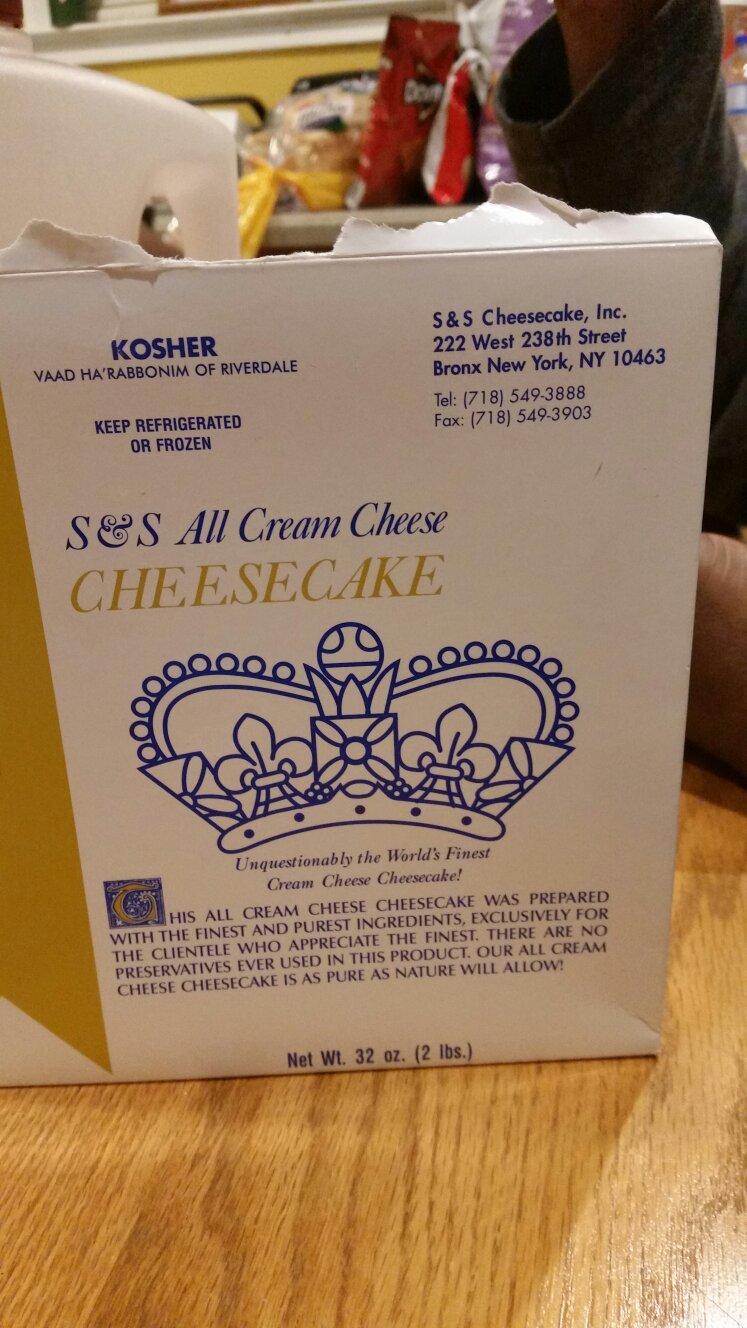 KOSHER
VAAD HA'RABBONIM OF RIVERDALE
KEEP REFRIGERATED
OR FROZEN
S&S Cheesecake, Inc.
222 West 238th Street
Bronx New York, NY 10463
Tel: (718) 549-3888
Fax: (718) 549-3903
S&S All Cream Cheese
CHEESECAKE
Unquestionably the World's Finest
Cream Cheese Cheesecake!
THIS ALL CREAM CHEESE CHEESECAKE WAS PREPARED
WITH THE FINEST AND PUREST INGREDIENTS, EXCLUSIVELY FOR
THE CLIENTELE WHO APPRECIATE THE FINEST. THERE ARE NO
PRESERVATIVES EVER USED IN THIS PRODUCT. OUR ALL CREAM
CHEESE CHEESECAKE IS AS PURE AS NATURE WILL ALLOW!
Net Wt. 32 oz. (2 lbs.)